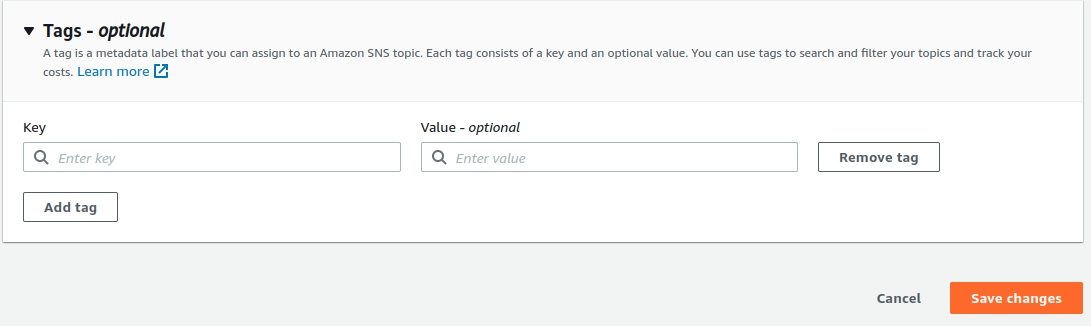 Tags - optional
A tag is a metadata label that you can assign to an Amazon SNS topic. Each tag consists of a key and an optional value. You can use tags to search and filter your topics and track your
costs. Learn more
Key
Value - optional
Enter key
Enter value
Remove tag
Add tag
Cancel
Save changes